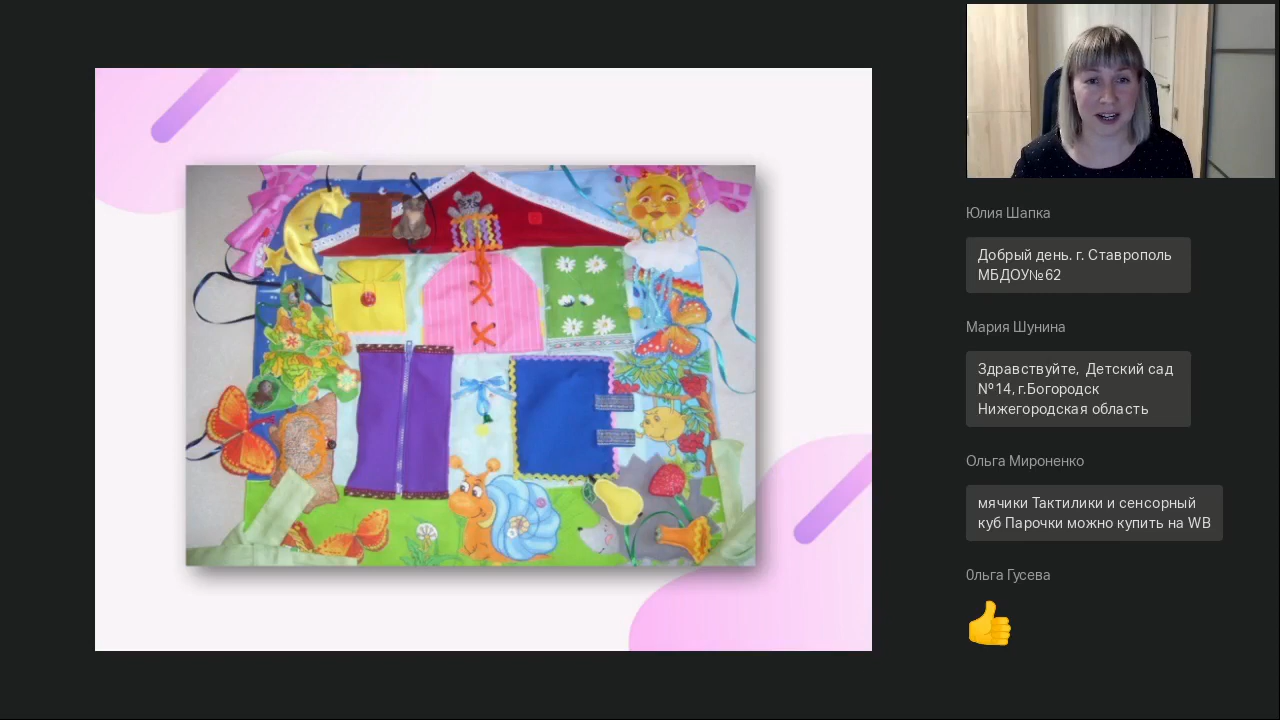 Юлия Шапка
Добрый день. г. Ставрополь
МБДОУ№62
Мария Шунина
Здравствуйте,  Детский сад
№14, г.Богородск
Нижегородская область
Ольга Мироненко
мячики Тактилики и сенсорный
куб Парочки можно купить на WB
0льга Гусева